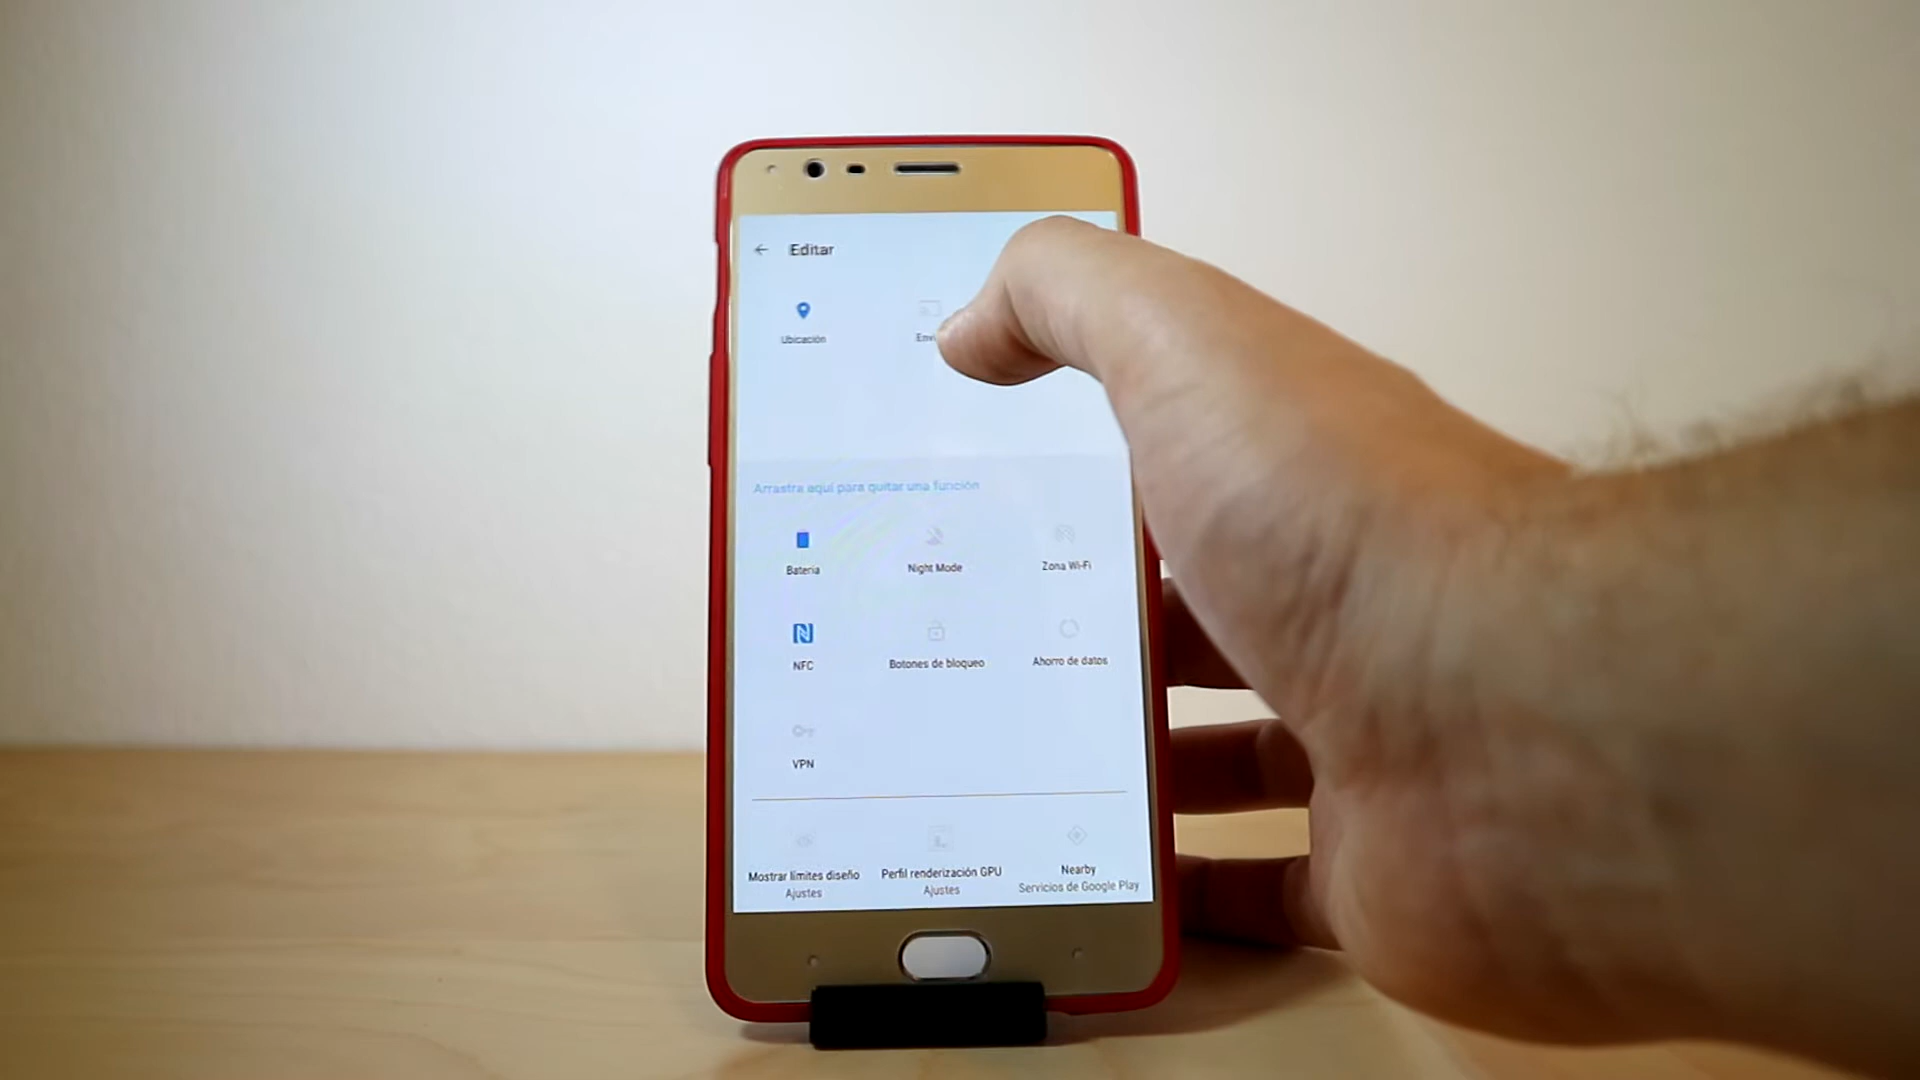 Editar
Ubicación
Arrastra aquí para quitar una función
Batería Night Mode Zona Wi-Fi
NFC Botones de bloqueo Ahorro de datos
VPN
Mostrar límites diseño Perfil renderización GPU Nearby
Ajustes Ajustes Servicios de Google Play